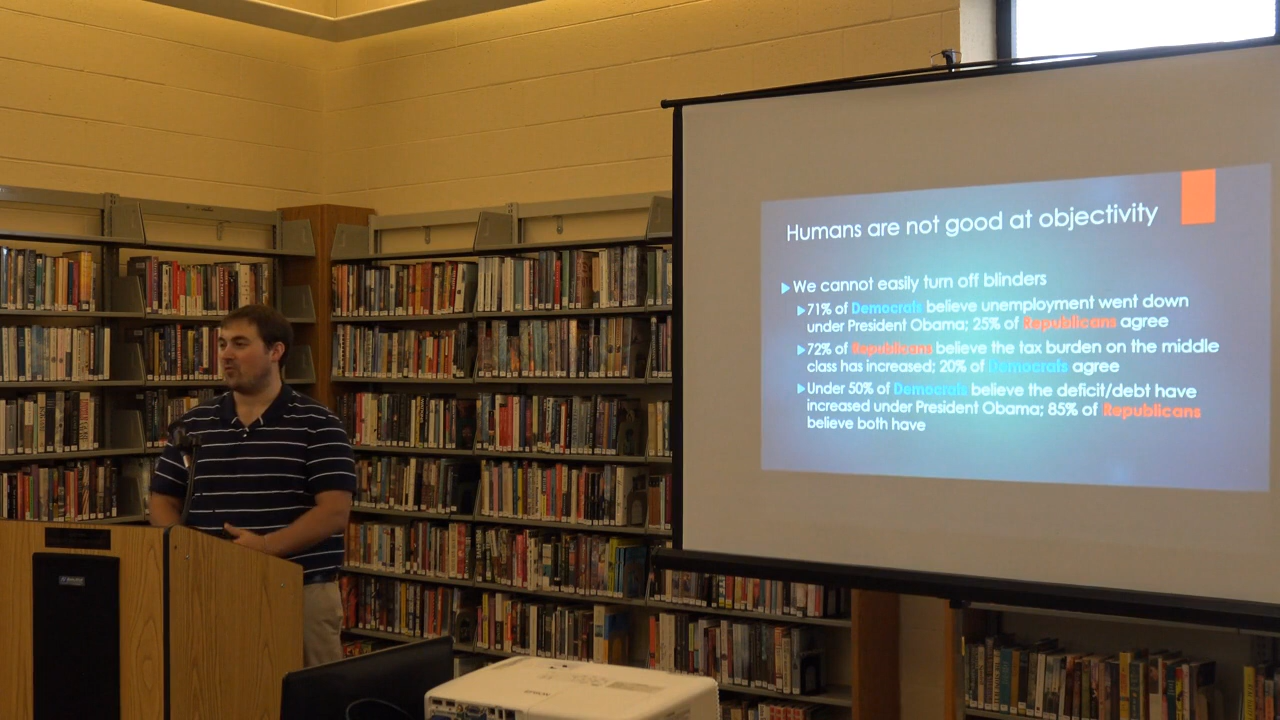 Humans are not good at objectivity
We cannot easily turn off blinders
71% of Democrats believe unemployment went down
under President Obama; 25% of Republicans agree
72% of Republicans believe the tax burden on the middle
class has increased; 20% of Democrats agree
Under 50% of Democrats believe the deficit/debt have
increased under President Obama; 85% of Republicans
believe both have